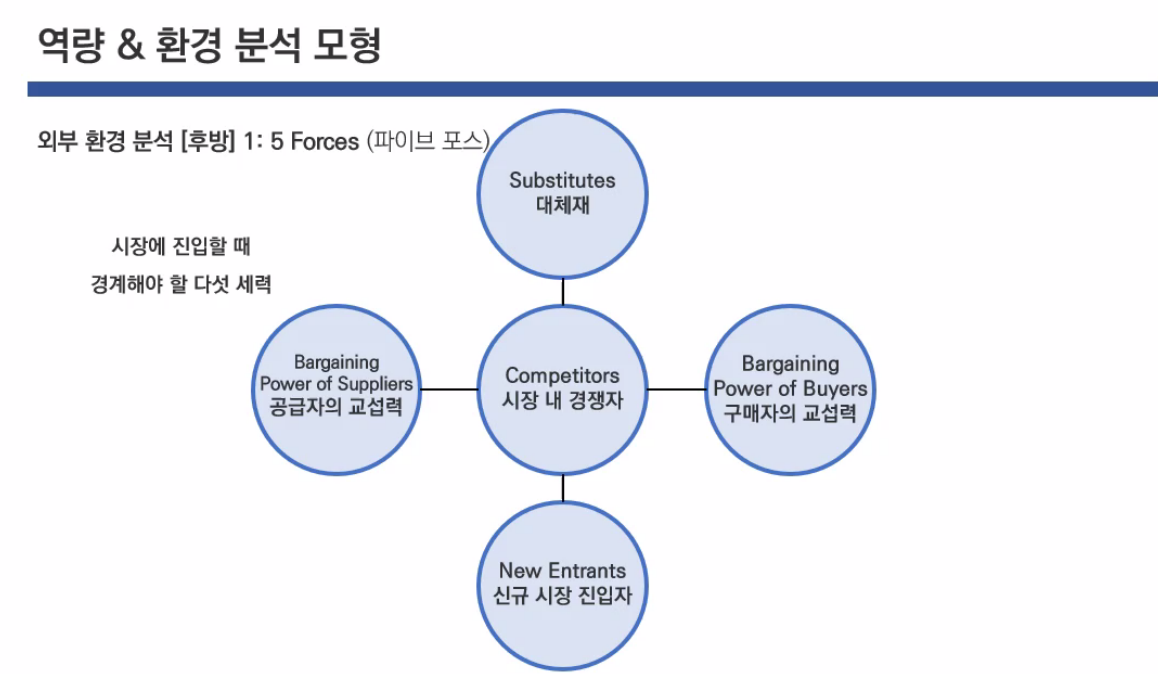 역량 & 환경 분석 모형
외부 환경 분석 [후방] 1: 5 Forces (파이브 포스)
Substitutes
대체재
시장에 진입할 때
경계해야 할 다섯 세력
Bargaining
Power of Suppliers
공급자의 교섭력
Competitors
시장 내 경쟁자
Bargaining
Power of Buyers
구매자의 교섭력
New Entrants
신규 시장 진입자